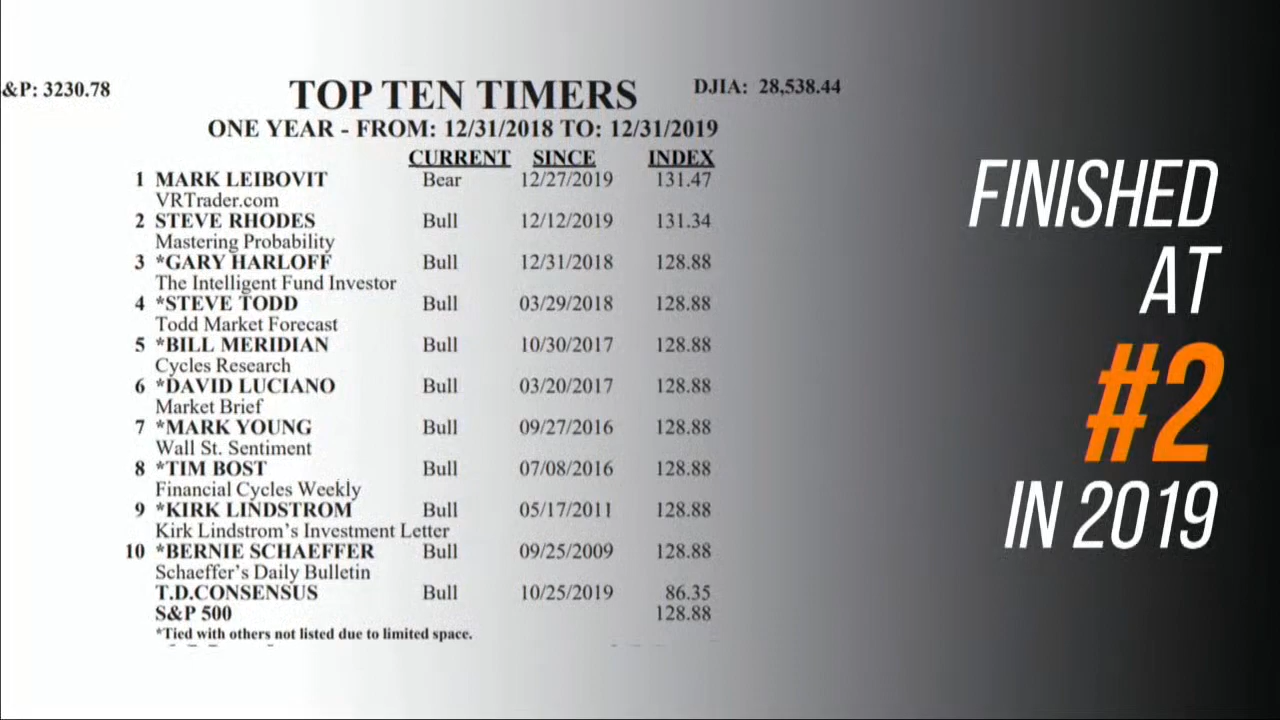 &P: 3230.78
TOP TEN TIMERS
DJIA: 28,538.44
ONE YEAR - FROM: 12/31/2018 TO: 12/31/2019
CURRENT SINCE INDEX
1 MARK LEIBOVIT Bear 12/27/2019 131.47
VRTrader.com
2 STEVE RHODES Bull 12/12/2019 131.34
Mastering Probability
3 *GARY HARLOFF Bull 12/31/2018 128.88
The Intelligent Fund Investor
4 *STEVE TODD Bull 03/29/2018 128.88
Todd Market Forecast
5 *BILL MERIDIAN Bull 10/30/2017 128.88
Cycles Research
6 *DAVID LUCIANO Bull 03/20/2017 128.88
Market Brief
7 *MARK YOUNG Bull 09/27/2016 128.88
Wall St. Sentiment
8 *TIM BOST Bull 07/08/2016 128.88
Financial Cycles Weekly
9 *KIRK LINDSTROM Bull 05/17/2011 128.88
Kirk Lindstrom's Investment Letter
10 *BERNIE SCHAEFFER Bull 09/25/2009 128.88
Schaeffer's Daily Bulletin
T.D.CONSENSUS Bull 10/25/2019 86.35
S&P 500 128.88
*Tied with others not listed due to limited space.
FINISHED
AT
#2
IN 2019